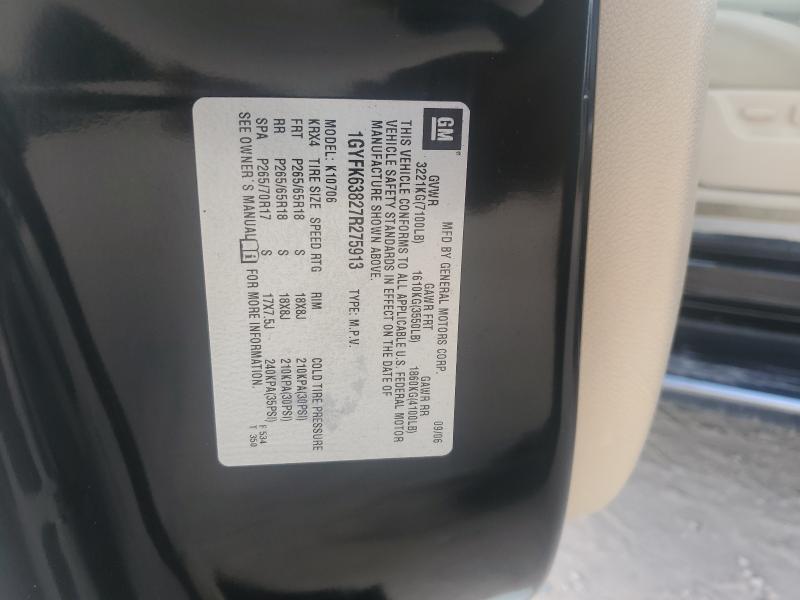 GM
MFD BY GENERAL MOTORS CORP. 09/06
GVWR GAWR FRT GAWR RR
3221KG(7100LB) 1610KG(3550LB) 1860KG(4100LB)
THIS VEHICLE CONFORMS TO ALL APPLICABLE U.S. FEDERAL MOTOR
VEHICLE SAFETY STANDARDS IN EFFECT ON THE DATE OF
MANUFACTURE SHOWN ABOVE.
1GYFK63827R275913 TYPE: M.P.V.
MODEL: K10706
KRX4 TIRE SIZE SPEED RTG RIM COLD TIRE PRESSURE
FRT P265/65R18 S 18X8J 210KPA(30PSI)
RR P265/65R18 S 18X8J 210KPA(30PSI)
SPA P265/70R17 S 17X7.5J 240KPA(35PSI)
SEE OWNER'S MANUAL i FOR MORE INFORMATION.
F 534
T 350